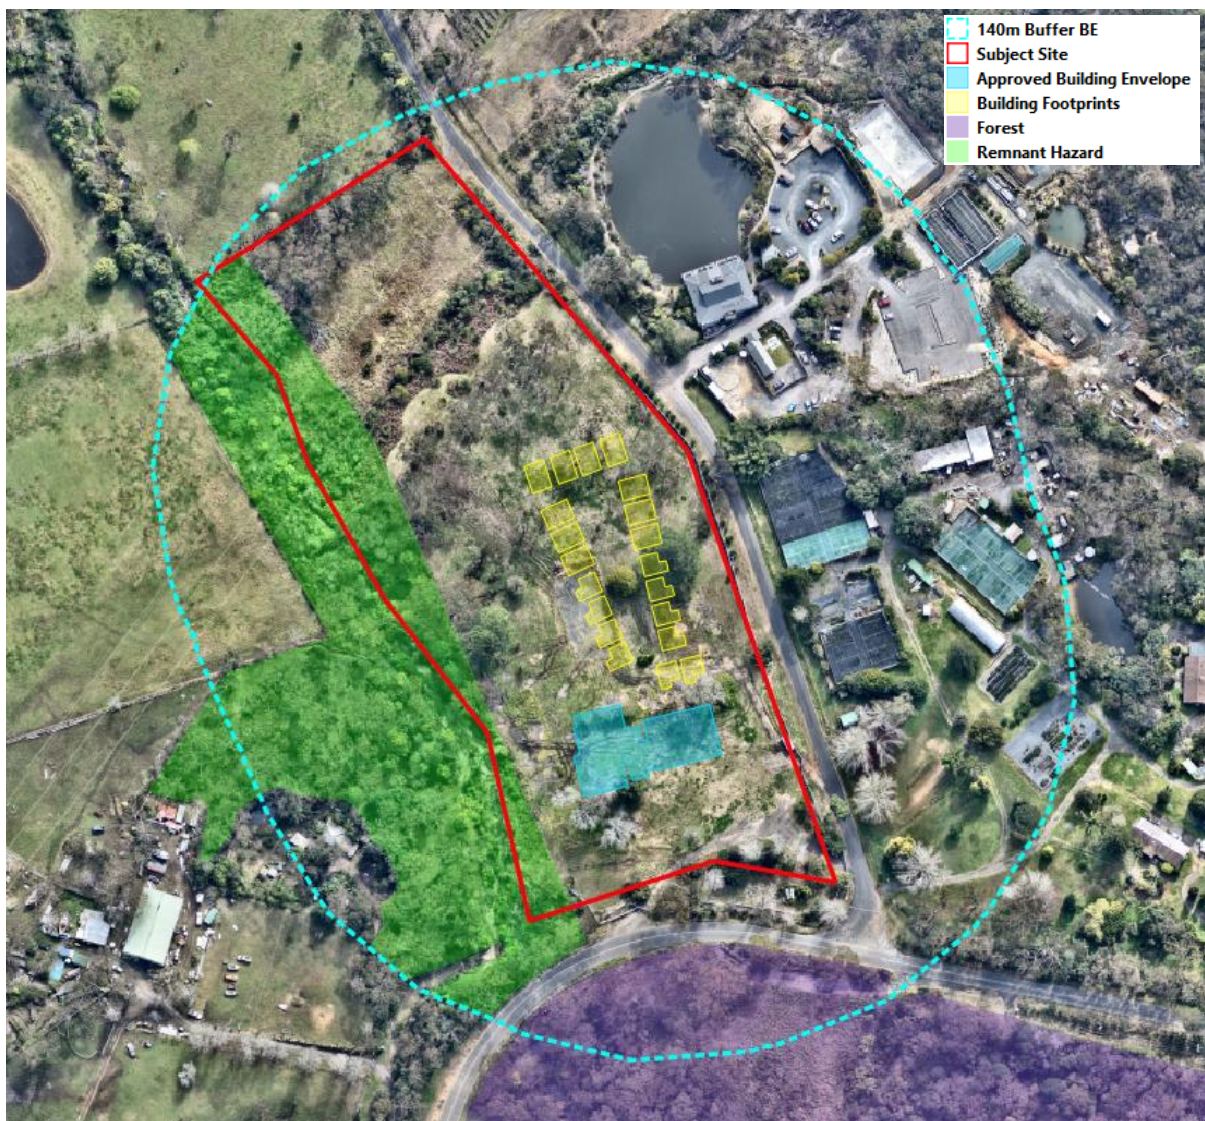 140m Buffer BE
Subject Site
Approved Building Envelope
Building Footprints
Forest
Remnant Hazard